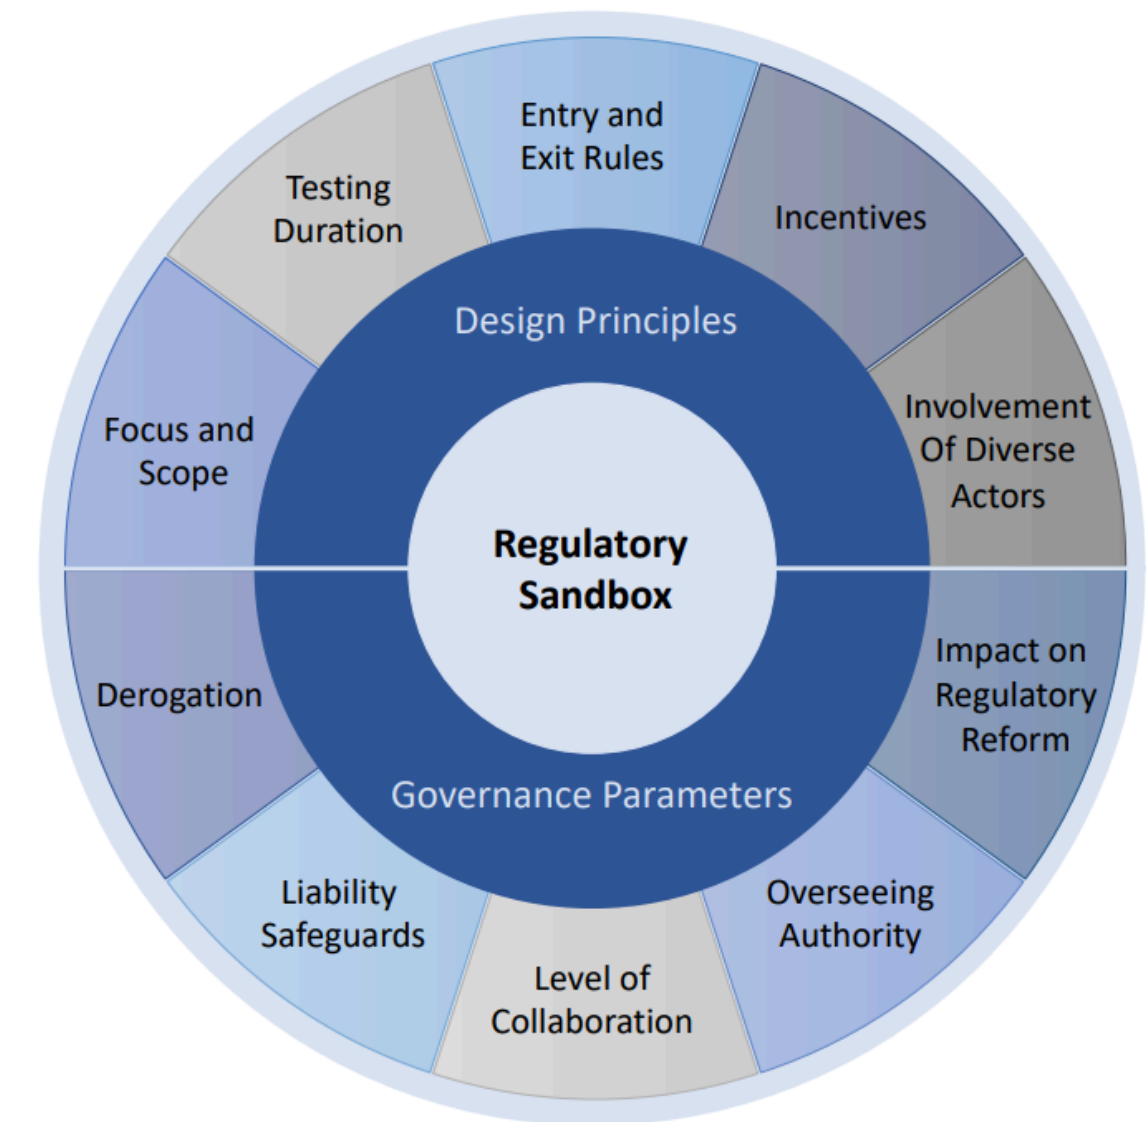 Entry and
Exit Rules
Testing
Duration
Incentives
Design Principles
Involvement
Of Diverse
Actors
Focus and
Scope
Regulatory
Sandbox
Impact on
Regulatory
Reform
Derogation
Governance Parameters
Liability
Safeguards
Overseeing
Authority
Level of
Collaboration